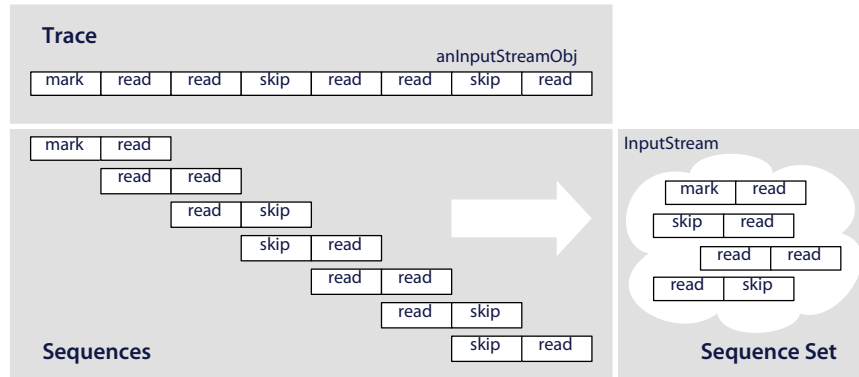 Trace
anInputStreamObj
mark read read skip read read skip read
mark read
read read
read skip
skip read
read read
read skip
skip read
Sequences
InputStream
mark read
skip read
read read
read skip
Sequence Set